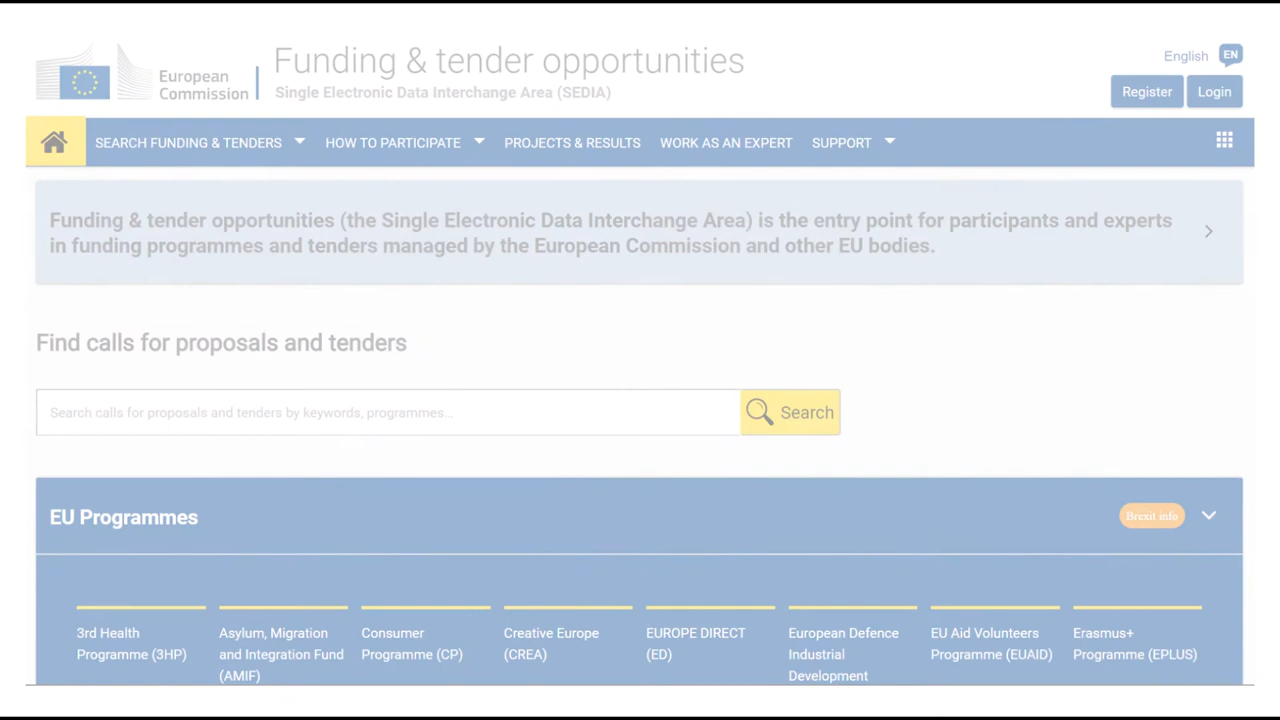 Funding & tender opportunities
European
Commission
Single Electronic Data Interchange Area (SEDIA)
English EN
Register Login
SEARCH FUNDING & TENDERS HOW TO PARTICIPATE PROJECTS & RESULTS WORK AS AN EXPERT SUPPORT
Funding & tender opportunities (the Single Electronic Data Interchange Area) is the entry point for participants and experts
in funding programmes and tenders managed by the European Commission and other EU bodies.
Find calls for proposals and tenders
Search calls for proposals and tenders by keywords, programmes...
Search
EU Programmes
Brexit info
3rd Health
Programme (3HP)
Asylum, Migration
and Integration Fund
(AMIF)
Consumer
Programme (CP)
Creative Europe
(CREA)
EUROPE DIRECT
(ED)
European Defence
Industrial
Development
EU Aid Volunteers
Programme (EUAID)
Erasmus+
Programme (EPLUS)